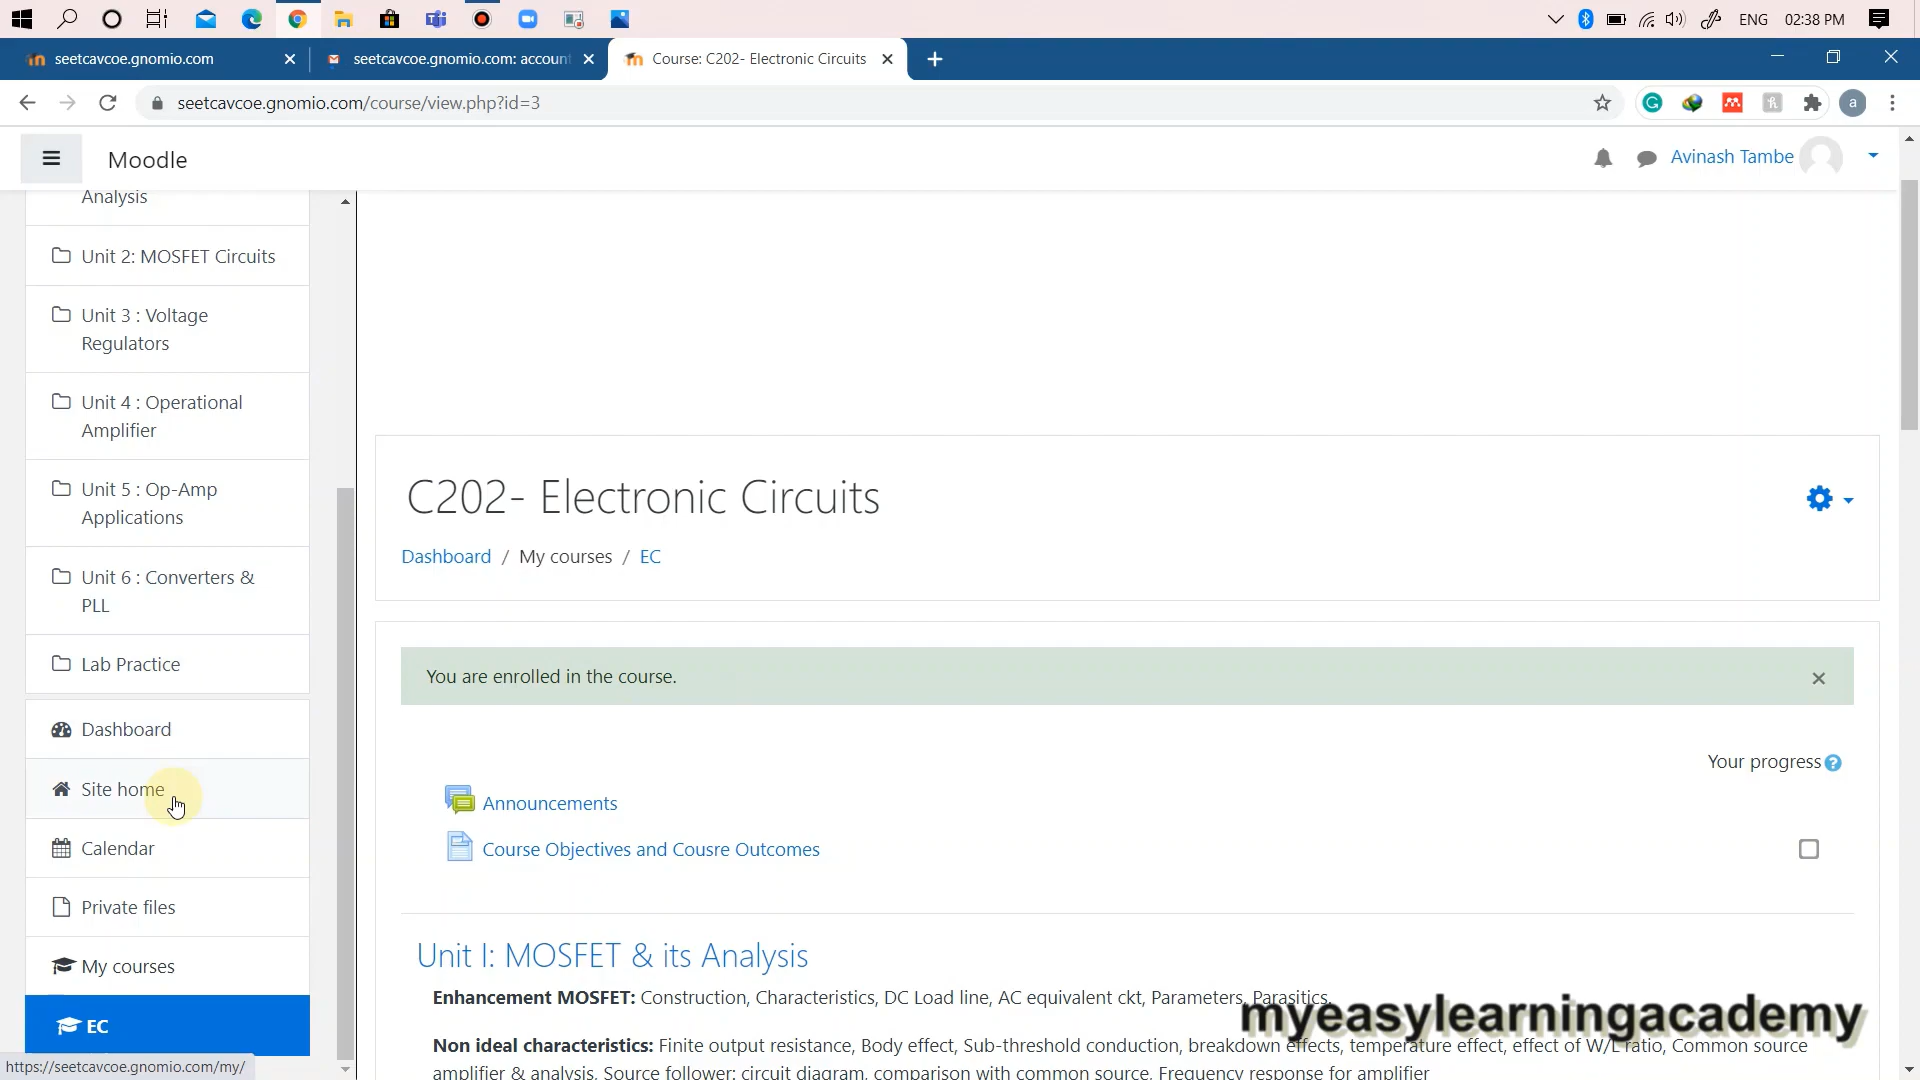 ENG
02:38 PM
seetcavcoe.gnomio.com
seetcavcoe.gnomio.com: accoun
Course: C202- Electronic Circuits
seetcavcoe.gnomio.com/course/view.php?id=3
a
Moodle
Avinash Tambe
Analysis
Unit 2: MOSFET Circuits
Unit 3 : Voltage
Regulators
Unit 4 : Operational
Amplifier
Unit 5 : Op-Amp
Applications
Unit 6 : Converters &
PLL
Lab Practice
Dashboard
Site home
Calendar
Private files
My courses
EC
https://seetcavcoe.gnomio.com/my/
C202- Electronic Circuits
Dashboard / My courses / EC
You are enrolled in the course.
Your progress
Announcements
Course Objectives and Cousre Outcomes
Unit I: MOSFET & its Analysis
Enhancement MOSFET: Construction, Characteristics, DC Load line, AC equivalent ckt, Parameters, Parasitics.
myeasylearningacademy
Non ideal characteristics: Finite output resistance, Body effect, Sub-threshold conduction, breakdown effects, temperature effect, effect of W/L ratio, Common source
amplifier & analysis, Source follower: circuit diagram, comparison with common source, Frequency response for amplifier